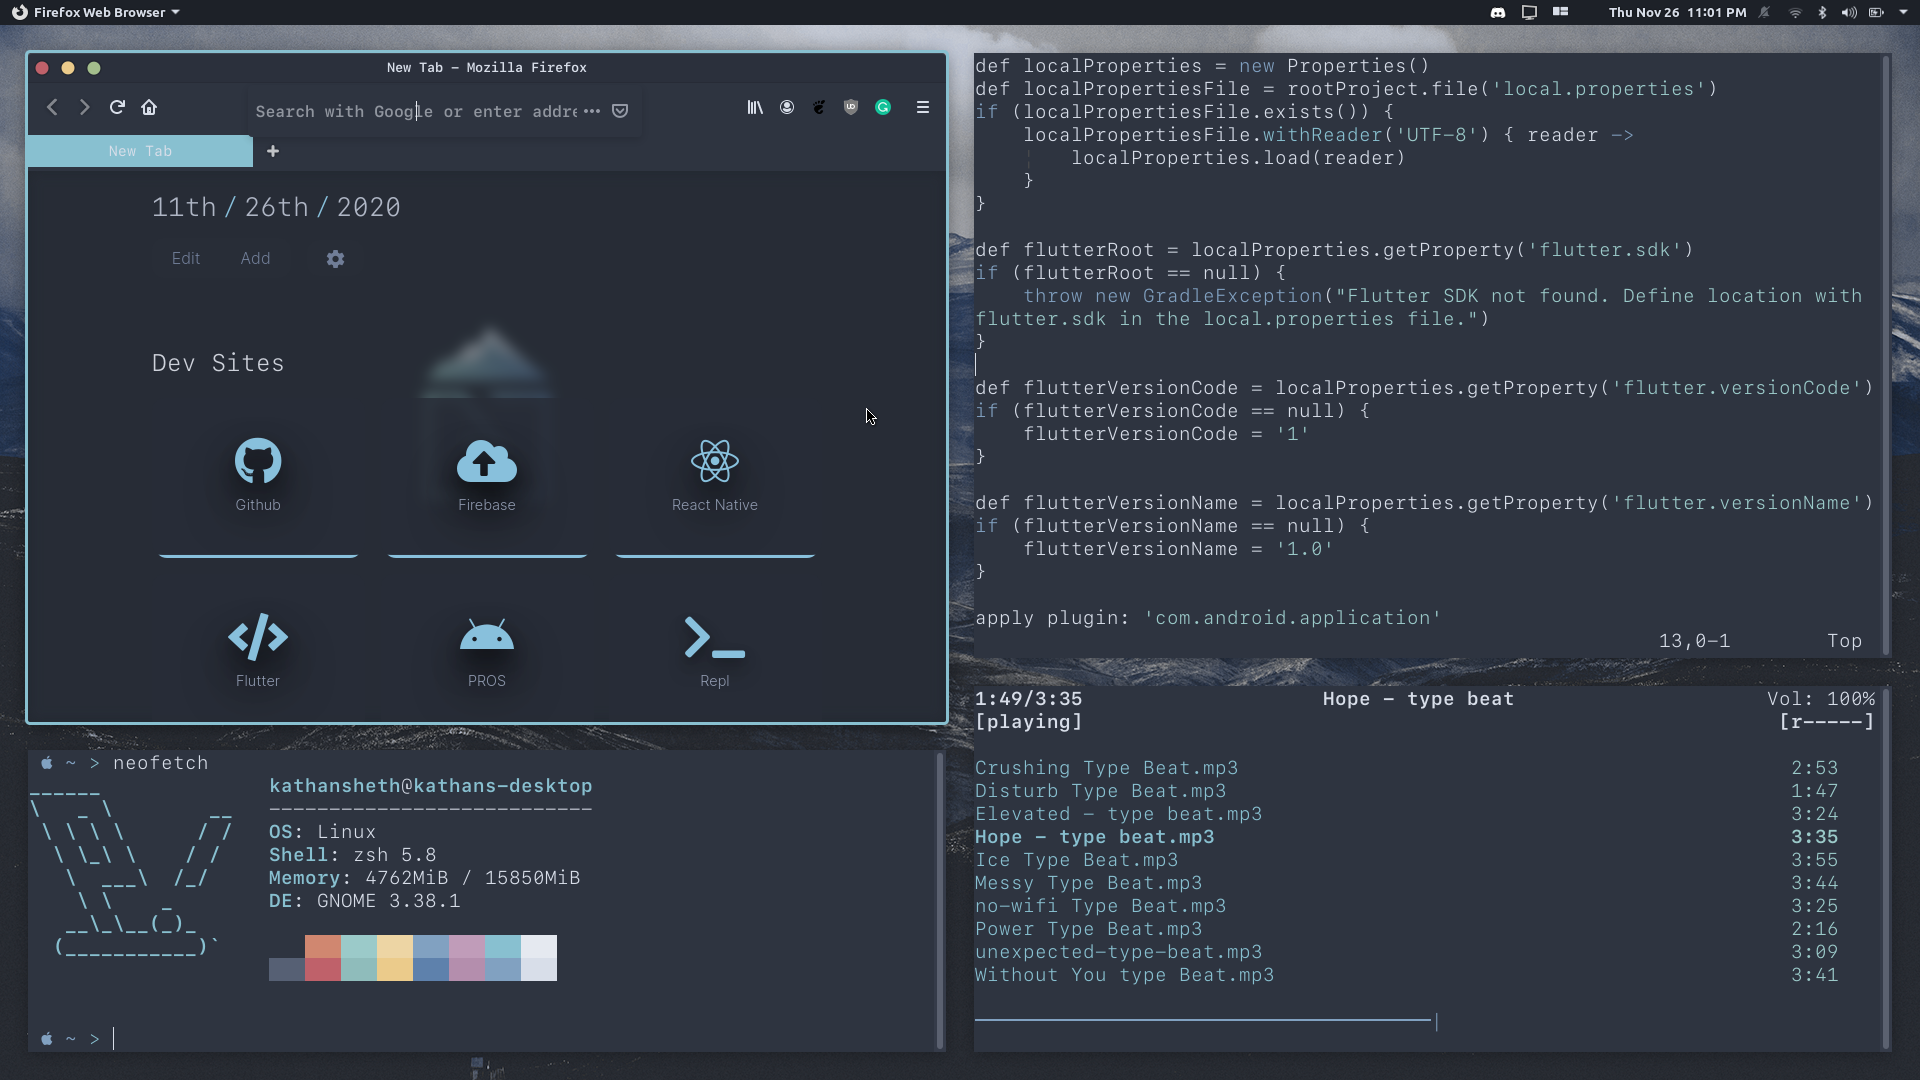 Firefox Web Browser
Thu Nov 26 11:01 PM
New Tab – Mozilla Firefox
Search with Google or enter addre
New Tab
11th / 26th / 2020
Edit Add
Dev Sites
Github Firebase React Native
Flutter PROS Repl
~ > neofetch
kathansheth@kathans-desktop
---------------------------
OS: Linux
Shell: zsh 5.8
Memory: 4762MiB / 15850MiB
DE: GNOME 3.38.1
~ >
def localProperties = new Properties()
def localPropertiesFile = rootProject.file('local.properties')
if (localPropertiesFile.exists()) {
    localPropertiesFile.withReader('UTF-8') { reader ->
        localProperties.load(reader)
    }
}
def flutterRoot = localProperties.getProperty('flutter.sdk')
if (flutterRoot == null) {
    throw new GradleException("Flutter SDK not found. Define location with
flutter.sdk in the local.properties file.")
}
def flutterVersionCode = localProperties.getProperty('flutter.versionCode')
if (flutterVersionCode == null) {
    flutterVersionCode = '1'
}
def flutterVersionName = localProperties.getProperty('flutter.versionName')
if (flutterVersionName == null) {
    flutterVersionName = '1.0'
}
apply plugin: 'com.android.application'
13,0-1 Top
1:49/3:35 Hope - type beat Vol: 100%
[playing] [r-----]
Crushing Type Beat.mp3 2:53
Disturb Type Beat.mp3 1:47
Elevated - type beat.mp3 3:24
Hope - type beat.mp3 3:35
Ice Type Beat.mp3 3:55
Messy Type Beat.mp3 3:44
no-wifi Type Beat.mp3 3:25
Power Type Beat.mp3 2:16
unexpected-type-beat.mp3 3:09
Without You type Beat.mp3 3:41